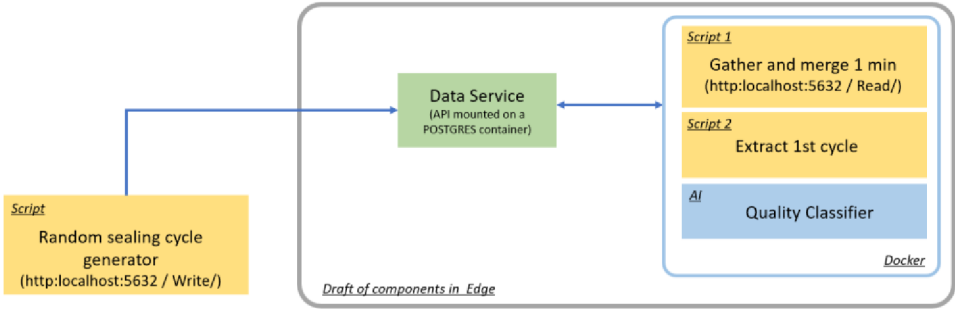 Script 1
Gather and merge 1 min
(http:localhost:5632 / Read/)
Data Service
(API mounted on a
POSTGRES container)
Script 2
Extract 1st cycle
AI
Quality Classifier
Script
Random sealing cycle
generator
(http:localhost:5632 / Write/)
Docker
Draft of components in Edge